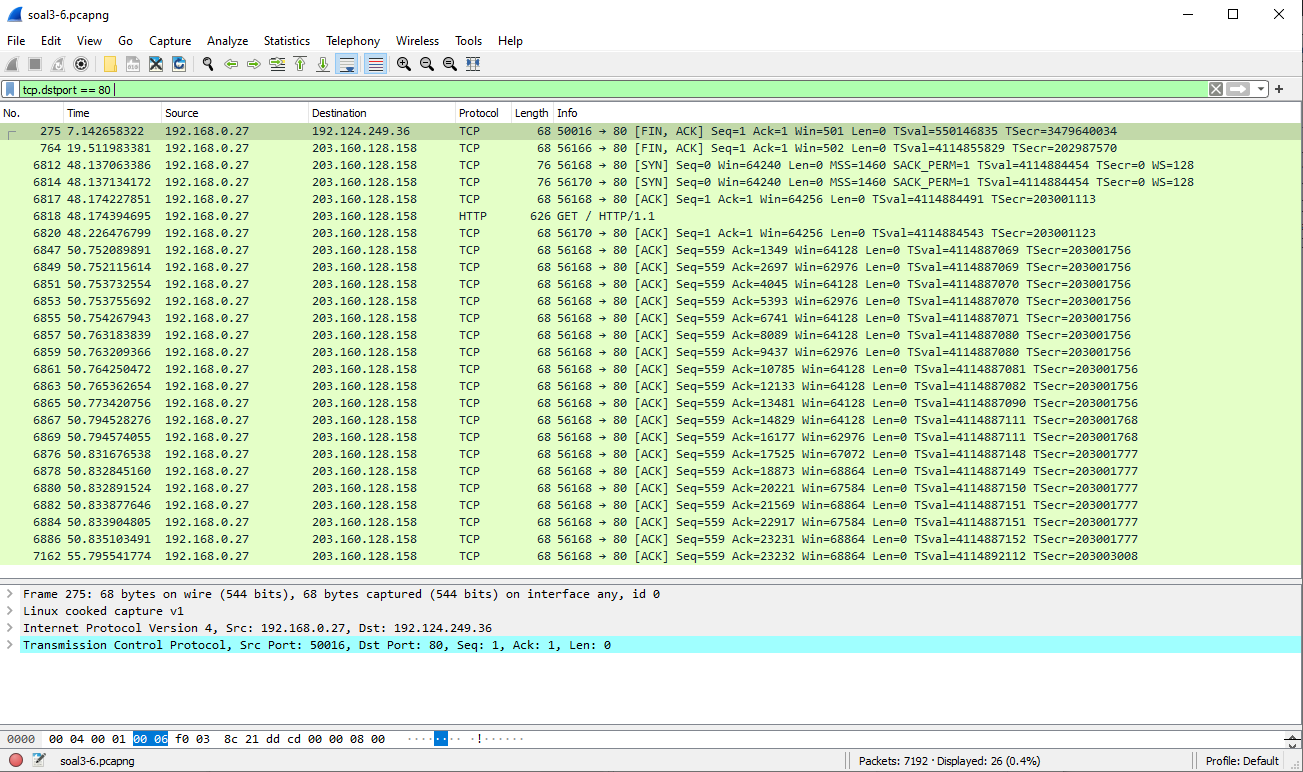 soal3-6.pcapng
File Edit View Go Capture Analyze Statistics Telephony Wireless Tools Help
tcp.dstport == 80
No. Time Source Destination Protocol Length Info
275 7.142658322 192.168.0.27 192.124.249.36 TCP 68 50016 → 80 [FIN, ACK] Seq=1 Ack=1 Win=501 Len=0 TSval=550146835 TSecr=3479640034
764 19.511983381 192.168.0.27 203.160.128.158 TCP 68 56166 → 80 [FIN, ACK] Seq=1 Ack=1 Win=502 Len=0 TSval=4114855829 TSecr=202987570
6812 48.137063386 192.168.0.27 203.160.128.158 TCP 76 56168 → 80 [SYN] Seq=0 Win=64240 Len=0 MSS=1460 SACK_PERM=1 TSval=4114884454 TSecr=0 WS=128
6814 48.137134172 192.168.0.27 203.160.128.158 TCP 76 56170 → 80 [SYN] Seq=0 Win=64240 Len=0 MSS=1460 SACK_PERM=1 TSval=4114884454 TSecr=0 WS=128
6817 48.174227851 192.168.0.27 203.160.128.158 TCP 68 56168 → 80 [ACK] Seq=1 Ack=1 Win=64256 Len=0 TSval=4114884491 TSecr=203001113
6818 48.174394695 192.168.0.27 203.160.128.158 HTTP 626 GET / HTTP/1.1
6820 48.226476799 192.168.0.27 203.160.128.158 TCP 68 56170 → 80 [ACK] Seq=1 Ack=1 Win=64256 Len=0 TSval=4114884543 TSecr=203001123
6847 50.752089891 192.168.0.27 203.160.128.158 TCP 68 56168 → 80 [ACK] Seq=559 Ack=1349 Win=64128 Len=0 TSval=4114887069 TSecr=203001756
6849 50.752115614 192.168.0.27 203.160.128.158 TCP 68 56168 → 80 [ACK] Seq=559 Ack=2697 Win=62976 Len=0 TSval=4114887069 TSecr=203001756
6851 50.753732554 192.168.0.27 203.160.128.158 TCP 68 56168 → 80 [ACK] Seq=559 Ack=4045 Win=64128 Len=0 TSval=4114887070 TSecr=203001756
6853 50.753755692 192.168.0.27 203.160.128.158 TCP 68 56168 → 80 [ACK] Seq=559 Ack=5393 Win=62976 Len=0 TSval=4114887070 TSecr=203001756
6855 50.754267943 192.168.0.27 203.160.128.158 TCP 68 56168 → 80 [ACK] Seq=559 Ack=6741 Win=64128 Len=0 TSval=4114887071 TSecr=203001756
6857 50.763183839 192.168.0.27 203.160.128.158 TCP 68 56168 → 80 [ACK] Seq=559 Ack=8089 Win=64128 Len=0 TSval=4114887080 TSecr=203001756
6859 50.763209366 192.168.0.27 203.160.128.158 TCP 68 56168 → 80 [ACK] Seq=559 Ack=9437 Win=62976 Len=0 TSval=4114887080 TSecr=203001756
6861 50.764250472 192.168.0.27 203.160.128.158 TCP 68 56168 → 80 [ACK] Seq=559 Ack=10785 Win=64128 Len=0 TSval=4114887081 TSecr=203001756
6863 50.765362654 192.168.0.27 203.160.128.158 TCP 68 56168 → 80 [ACK] Seq=559 Ack=12133 Win=64128 Len=0 TSval=4114887082 TSecr=203001756
6865 50.773420756 192.168.0.27 203.160.128.158 TCP 68 56168 → 80 [ACK] Seq=559 Ack=13481 Win=64128 Len=0 TSval=4114887090 TSecr=203001756
6867 50.794528276 192.168.0.27 203.160.128.158 TCP 68 56168 → 80 [ACK] Seq=559 Ack=14829 Win=64128 Len=0 TSval=4114887111 TSecr=203001768
6869 50.794574055 192.168.0.27 203.160.128.158 TCP 68 56168 → 80 [ACK] Seq=559 Ack=16177 Win=62976 Len=0 TSval=4114887111 TSecr=203001768
6876 50.831676538 192.168.0.27 203.160.128.158 TCP 68 56168 → 80 [ACK] Seq=559 Ack=17525 Win=67072 Len=0 TSval=4114887148 TSecr=203001777
6878 50.832845160 192.168.0.27 203.160.128.158 TCP 68 56168 → 80 [ACK] Seq=559 Ack=18873 Win=68864 Len=0 TSval=4114887149 TSecr=203001777
6880 50.832891524 192.168.0.27 203.160.128.158 TCP 68 56168 → 80 [ACK] Seq=559 Ack=20221 Win=67584 Len=0 TSval=4114887150 TSecr=203001777
6882 50.833877646 192.168.0.27 203.160.128.158 TCP 68 56168 → 80 [ACK] Seq=559 Ack=21569 Win=68864 Len=0 TSval=4114887151 TSecr=203001777
6884 50.833904805 192.168.0.27 203.160.128.158 TCP 68 56168 → 80 [ACK] Seq=559 Ack=22917 Win=67584 Len=0 TSval=4114887151 TSecr=203001777
6886 50.835103491 192.168.0.27 203.160.128.158 TCP 68 56168 → 80 [ACK] Seq=559 Ack=23231 Win=68864 Len=0 TSval=4114887152 TSecr=203001777
7162 55.795541774 192.168.0.27 203.160.128.158 TCP 68 56168 → 80 [ACK] Seq=559 Ack=23232 Win=68864 Len=0 TSval=4114892112 TSecr=203003008
Frame 275: 68 bytes on wire (544 bits), 68 bytes captured (544 bits) on interface any, id 0
Linux cooked capture v1
Internet Protocol Version 4, Src: 192.168.0.27, Dst: 192.124.249.36
Transmission Control Protocol, Src Port: 50016, Dst Port: 80, Seq: 1, Ack: 1, Len: 0
0000 00 04 00 01 00 06 f0 03 8c 21 dd cd 00 00 08 00 ········ ·!······
soal3-6.pcapng Packets: 7192 · Displayed: 26 (0.4%) Profile: Default